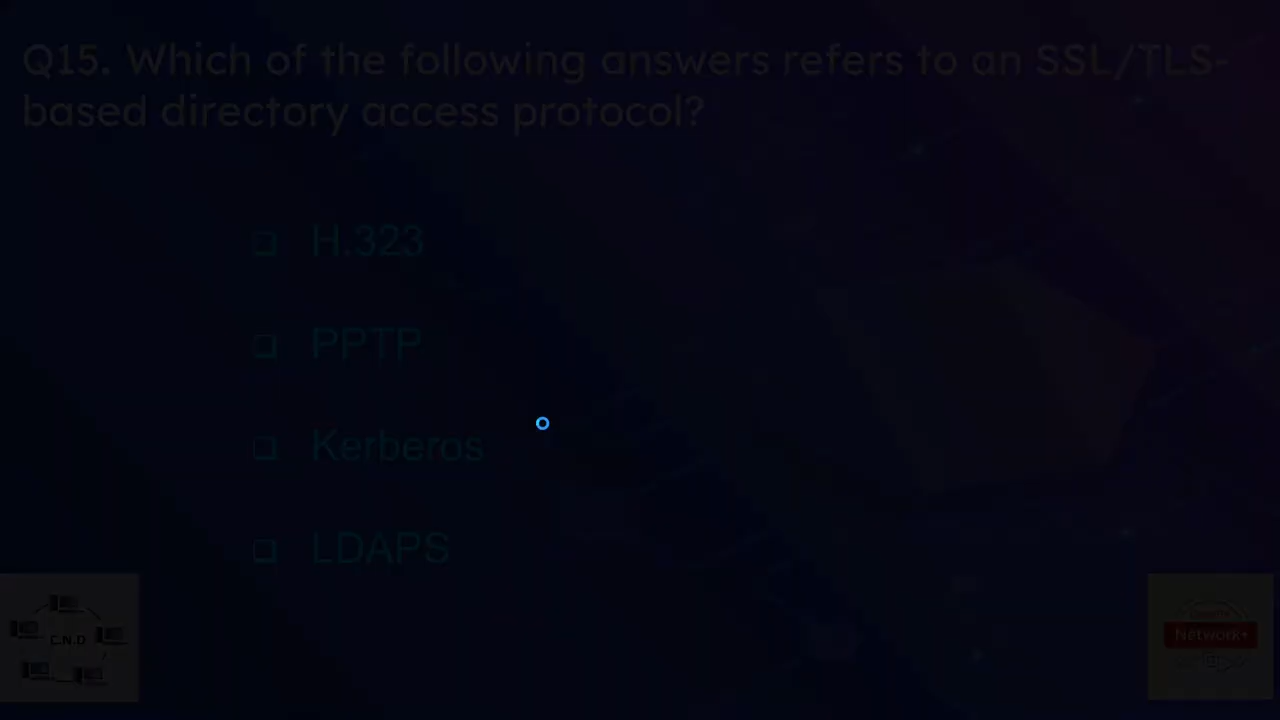 Q15. Which of the following answers refers to an SSL/TLS-
based directory access protocol?
H.323
PPTP
Kerberos
LDAPS
C.N.D
Network+